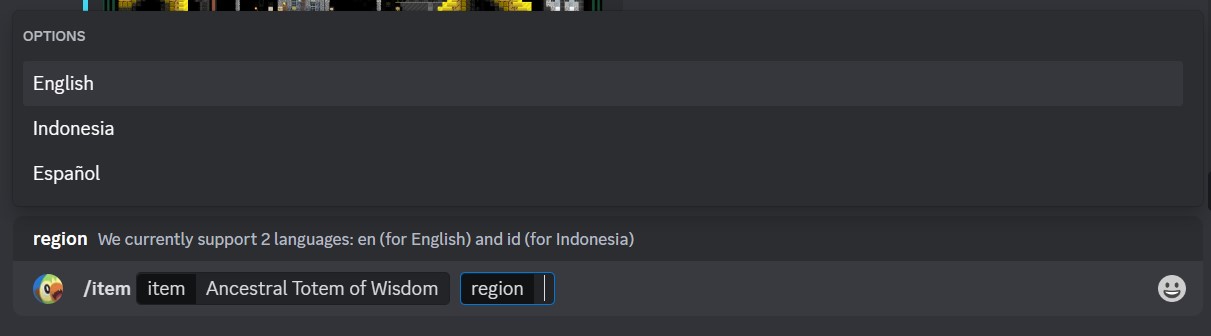 OPTIONS
English
Indonesia
Español
region We currently support 2 languages: en (for English) and id (for Indonesia)
/item item Ancestral Totem of Wisdom region